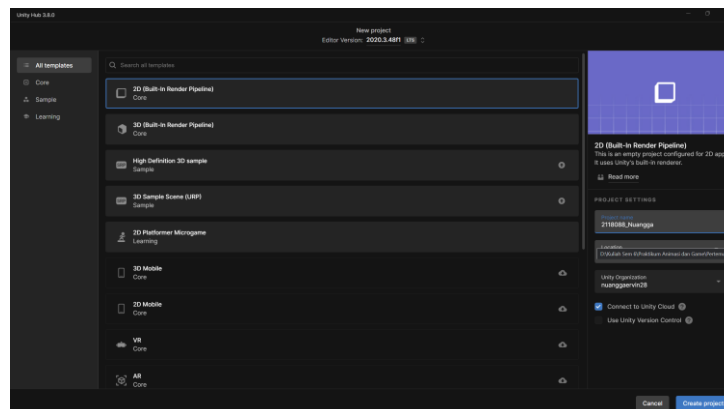 Unity Hub 3.8.0
New project
Editor Version: 2020.3.48f1 LTS
All templates
Core
Sample
Learning
Search all templates
2D (Built-In Render Pipeline)
Core
3D (Built-In Render Pipeline)
Core
High Definition 3D sample
Sample
3D Sample Scene (URP)
Sample
2D Platformer Microgame
Learning
3D Mobile
Core
2D Mobile
Core
VR
Core
AR
Core
2D (Built-In Render Pipeline)
This is an empty project configured for 2D app
It uses Unity's built-in renderer.
Read more
PROJECT SETTINGS
Project name
2118088_Nuangga
Location
Unity Organization
nuanggaervin28
Connect to Unity Cloud
Use Unity Version Control
Cancel
Create project